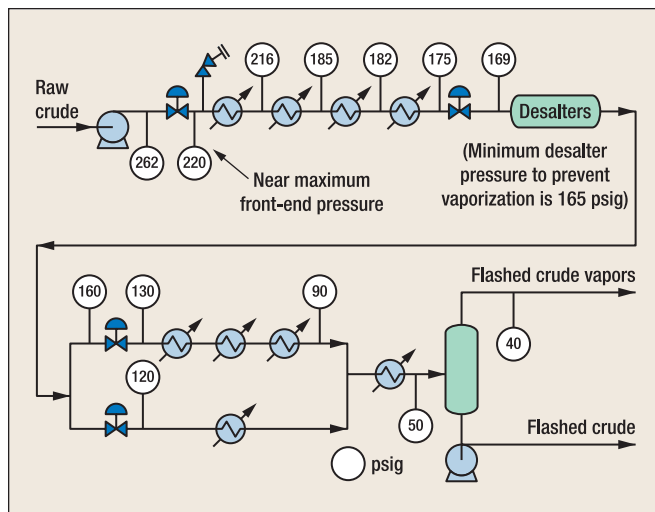 216
185
182
175
169
Raw
crude
Desalters
262
220
Near maximum
front-end pressure
(Minimum desalter
pressure to prevent
vaporization is 165 psig)
Flashed crude vapors
160
130
90
40
120
50
Flashed crude
psig